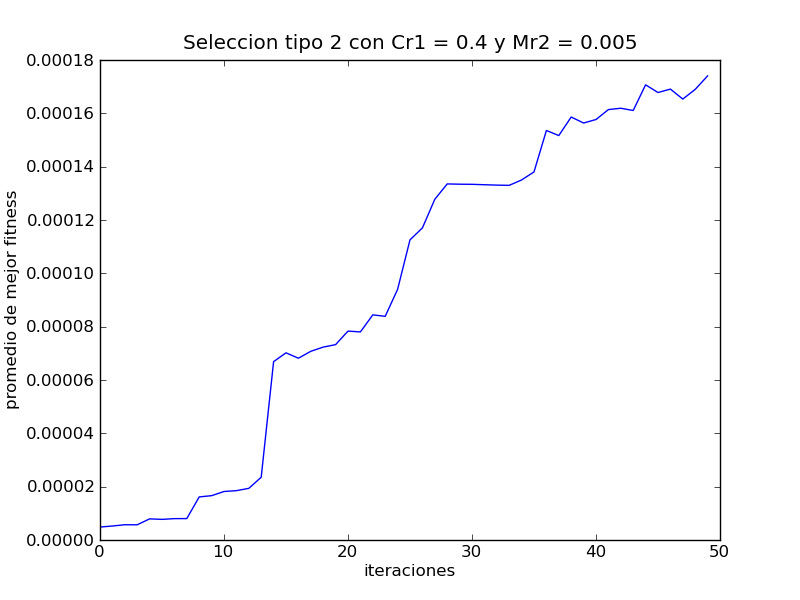 Seleccion tipo 2 con Cr1 = 0.4 y Mr2 = 0.005
0.00018
0.00016
0.00014
0.00012
0.00010
0.00008
0.00006
0.00004
0.00002
0.00000
promedio de mejor fitness
0 10 20 30 40 50
iteraciones